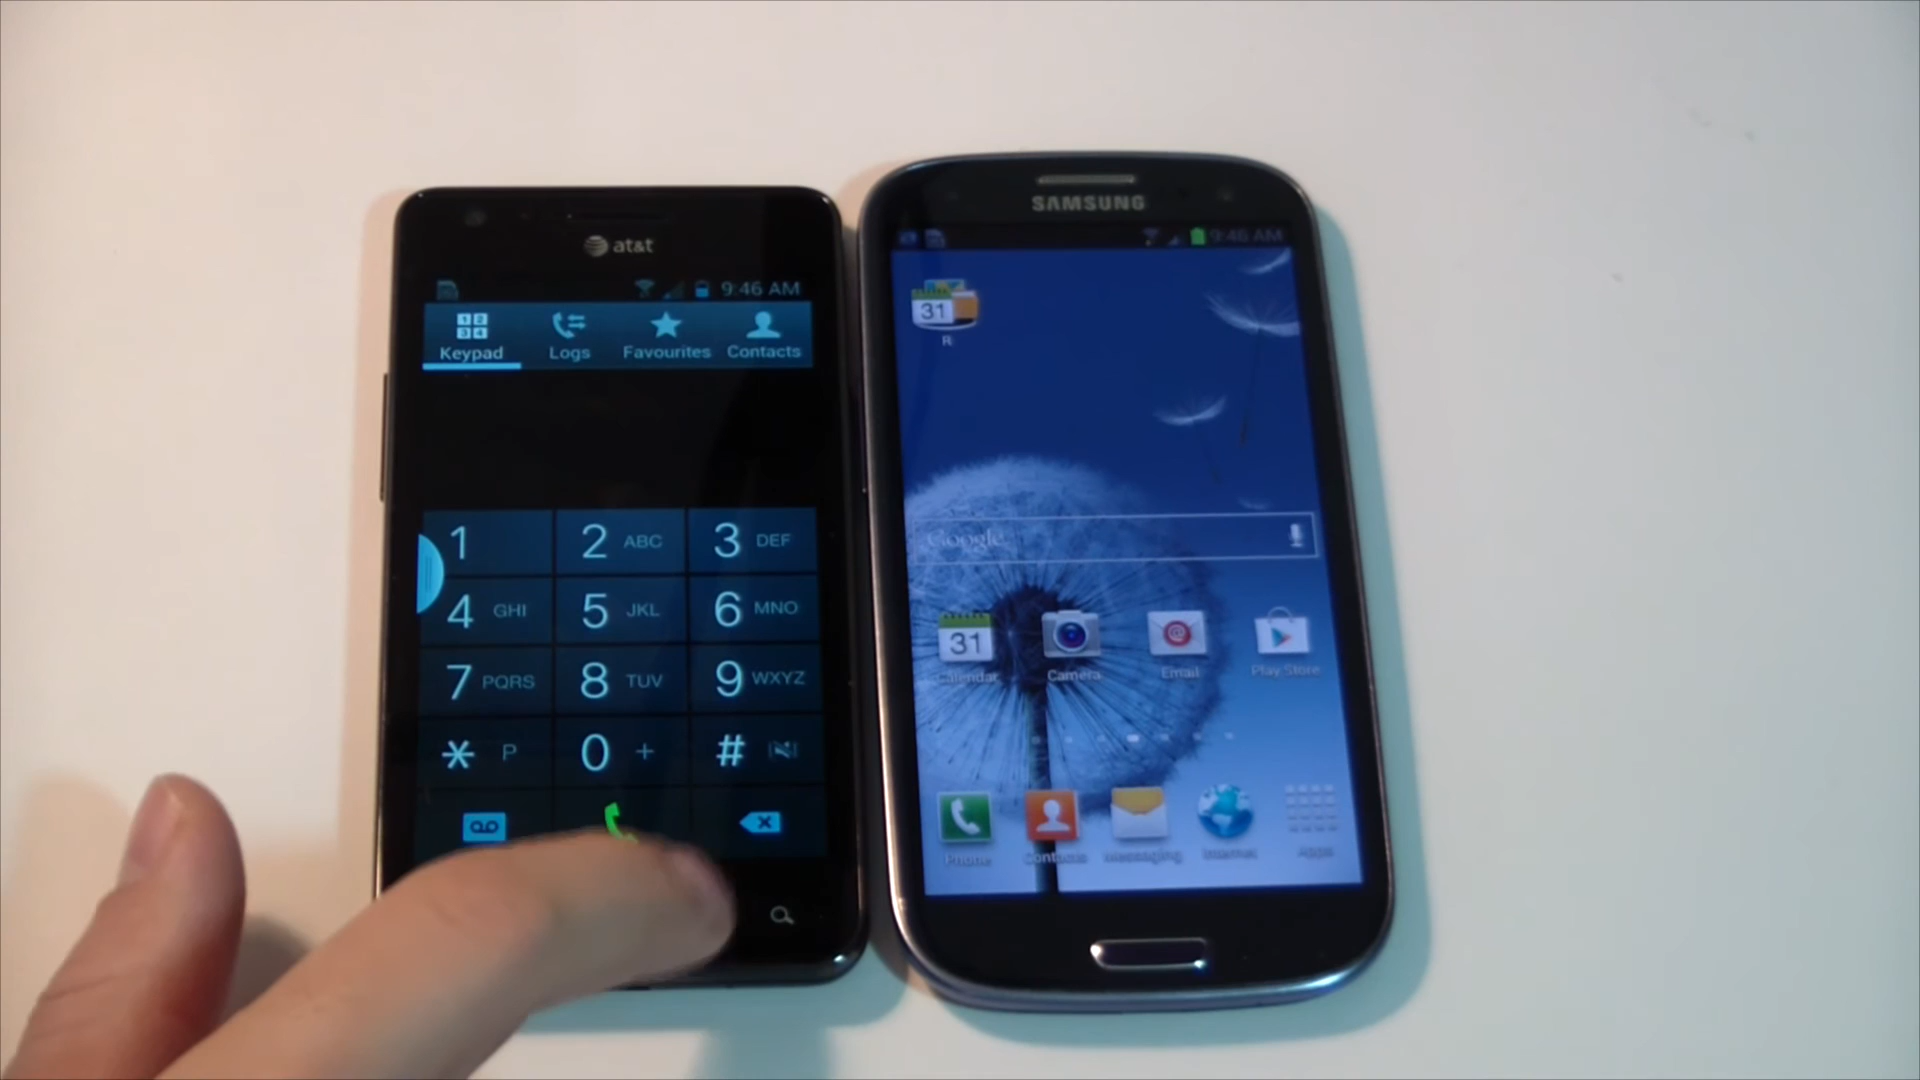 at&t
9:46 AM
Keypad Logs Favourites Contacts
1 2 ABC 3 DEF
4 GHI 5 JKL 6 MNO
7 PQRS 8 TUV 9 WXYZ
* P 0 + #
SAMSUNG
9:46 AM
31
R
Google
31
Calendar Camera Email Play Store
Phone Contacts Messaging Internet Apps